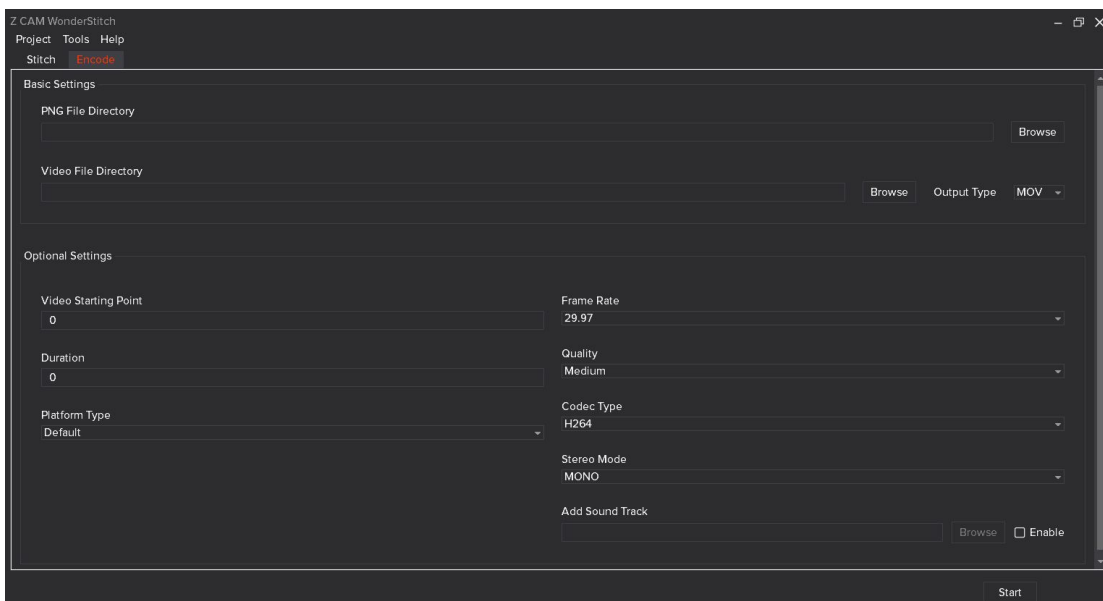 Z CAM WonderStitch
Project Tools Help
Stitch Encode
Basic Settings
PNG File Directory
Browse
Video File Directory
Browse Output Type MOV
Optional Settings
Video Starting Point
0
Duration
0
Platform Type
Default
Frame Rate
29.97
Quality
Medium
Codec Type
H264
Stereo Mode
MONO
Add Sound Track
Browse Enable
Start